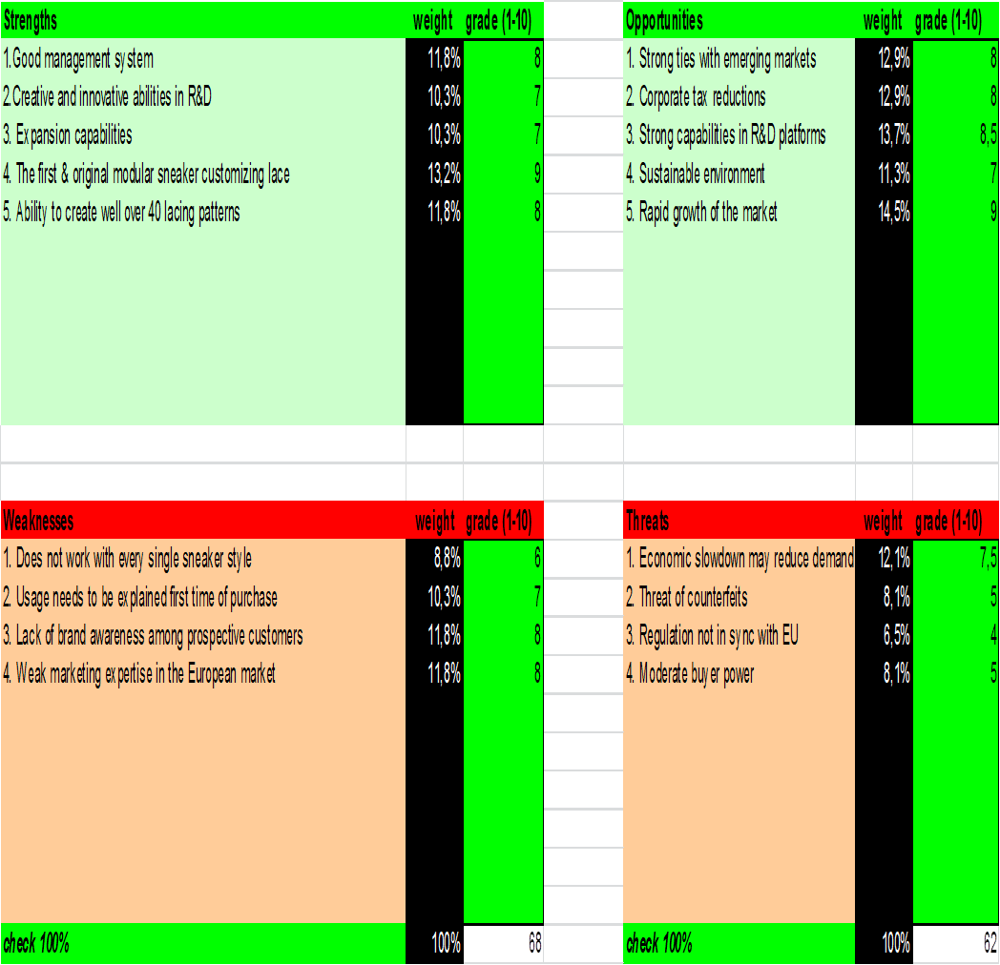 Strengths weight grade (1-10) Opportunities weight grade (1-10)
1.Good management system 11,8% 8 1. Strong ties with emerging markets 12,9% 8
2.Creative and innovative abilities in R&D 10,3% 7 2. Corporate tax reductions 12,9% 8
3. Expansion capabilities 10,3% 7 3. Strong capabilities in R&D platforms 13,7% 8,5
4. The first & original modular sneaker customizing lace 13,2% 9 4. Sustainable environment 11,3% 7
5. Ability to create well over 40 lacing patterns 11,8% 8 5. Rapid growth of the market 14,5% 9
Weaknesses weight grade (1-10) Threats weight grade (1-10)
1. Does not work with every single sneaker style 8,8% 6 1. Economic slowdown may reduce demand 12,1% 7,5
2. Usage needs to be explained first time of purchase 10,3% 7 2. Threat of counterfeits 8,1% 5
3. Lack of brand awareness among prospective customers 11,8% 8 3. Regulation not in sync with EU 6,5% 4
4. Weak marketing expertise in the European market 11,8% 8 4. Moderate buyer power 8,1% 5
check 100% 100% 68 check 100% 100% 62